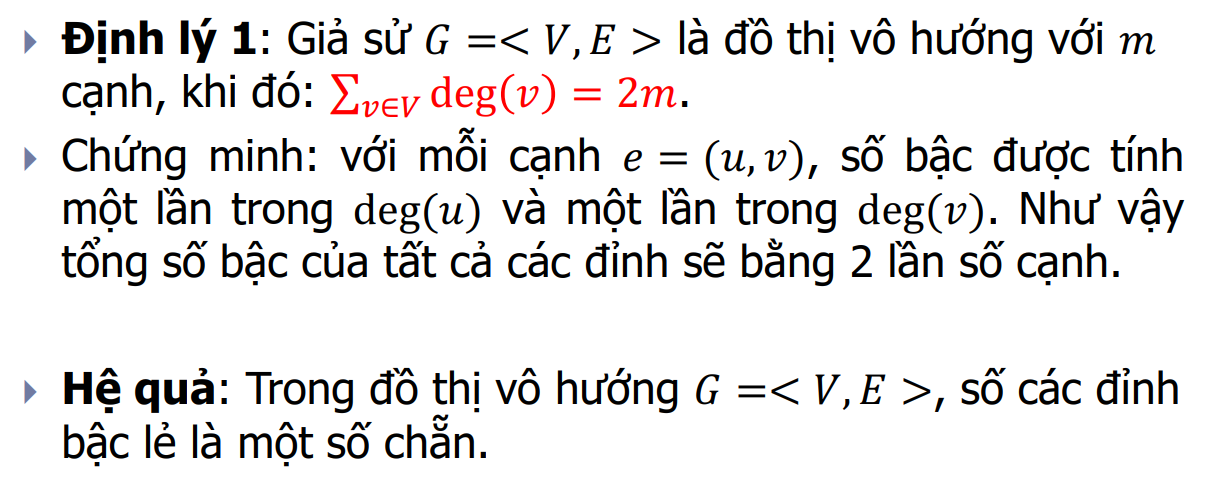 Định lý 1: Giả sử G =< V, E > là đồ thị vô hướng với m
cạnh, khi đó: ∑_{v∈V} deg(v) = 2m.
Chứng minh: với mỗi cạnh e = (u, v), số bậc được tính
một lần trong deg(u) và một lần trong deg(v). Như vậy
tổng số bậc của tất cả các đỉnh sẽ bằng 2 lần số cạnh.
Hệ quả: Trong đồ thị vô hướng G =< V, E >, số các đỉnh
bậc lẻ là một số chẵn.